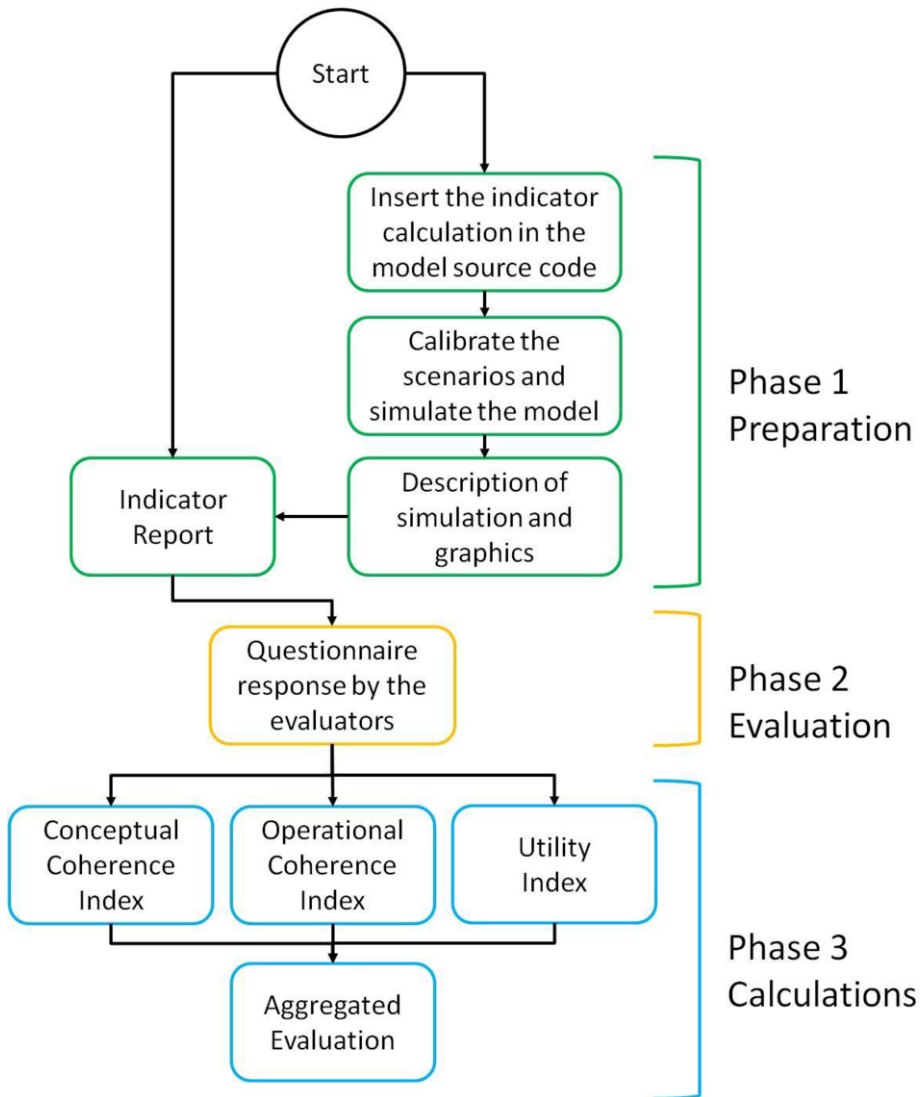 Start
Insert the indicator
calculation in the
model source code
Calibrate the
scenarios and
simulate the model
Phase 1
Preparation
Indicator
Report
Description of
simulation and
graphics
Questionnaire
response by the
evaluators
Phase 2
Evaluation
Conceptual
Coherence
Index
Operational
Coherence
Index
Utility
Index
Phase 3
Calculations
Aggregated
Evaluation